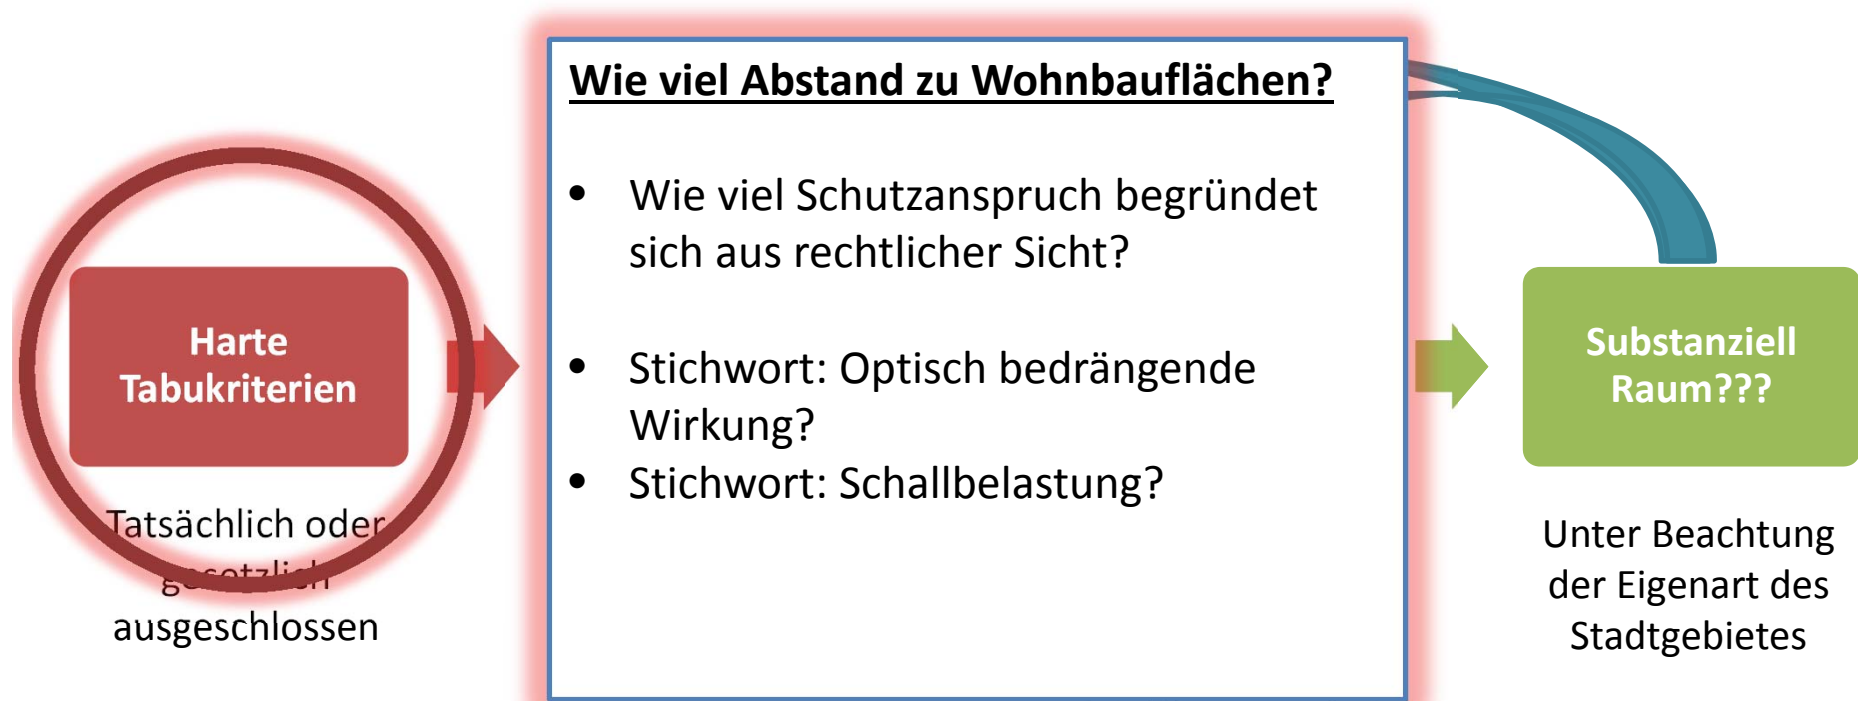 Harte
Tabukriterien
Tatsächlich oder
gesetzlich
ausgeschlossen
Wie viel Abstand zu Wohnbauflächen?
• Wie viel Schutzanspruch begründet
sich aus rechtlicher Sicht?
• Stichwort: Optisch bedrängende
Wirkung?
• Stichwort: Schallbelastung?
Substanziell
Raum???
Unter Beachtung
der Eigenart des
Stadtgebietes